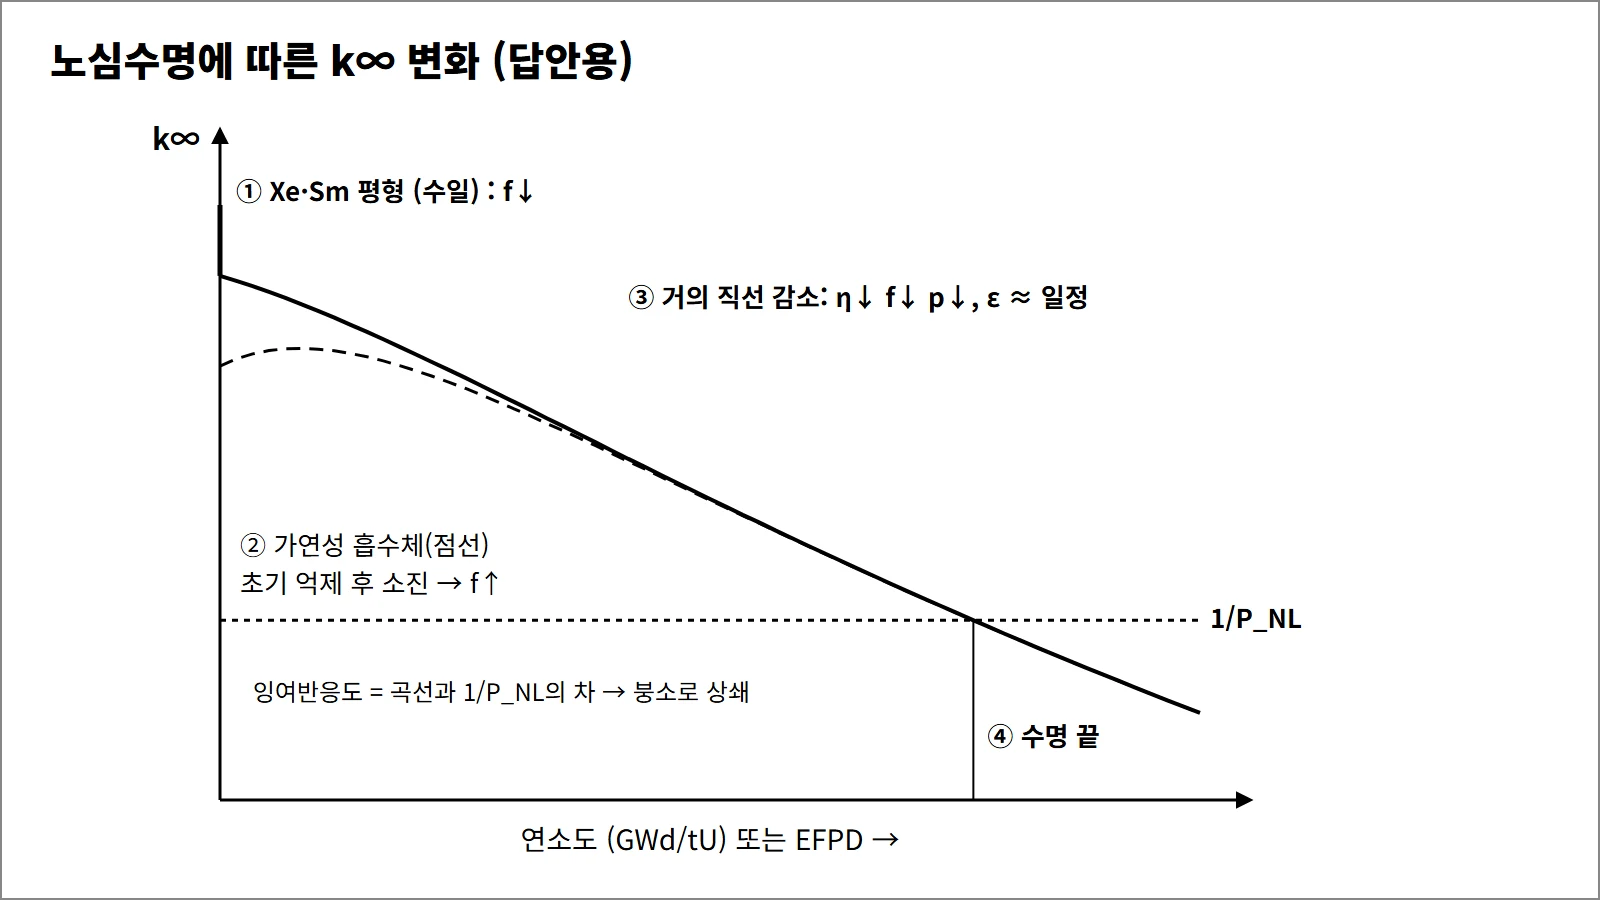 노심수명에 따른 k∞ 변화 (답안용)
k∞
① Xe·Sm 평형 (수일) : f↓
③ 거의 직선 감소: η↓ f↓ p↓, ε ≈ 일정
② 가연성 흡수체(점선)
초기 억제 후 소진 → f↑
1/P_NL
잉여반응도 = 곡선과 1/P_NL의 차 → 붕소로 상쇄
④ 수명 끝
연소도 (GWd/tU) 또는 EFPD →